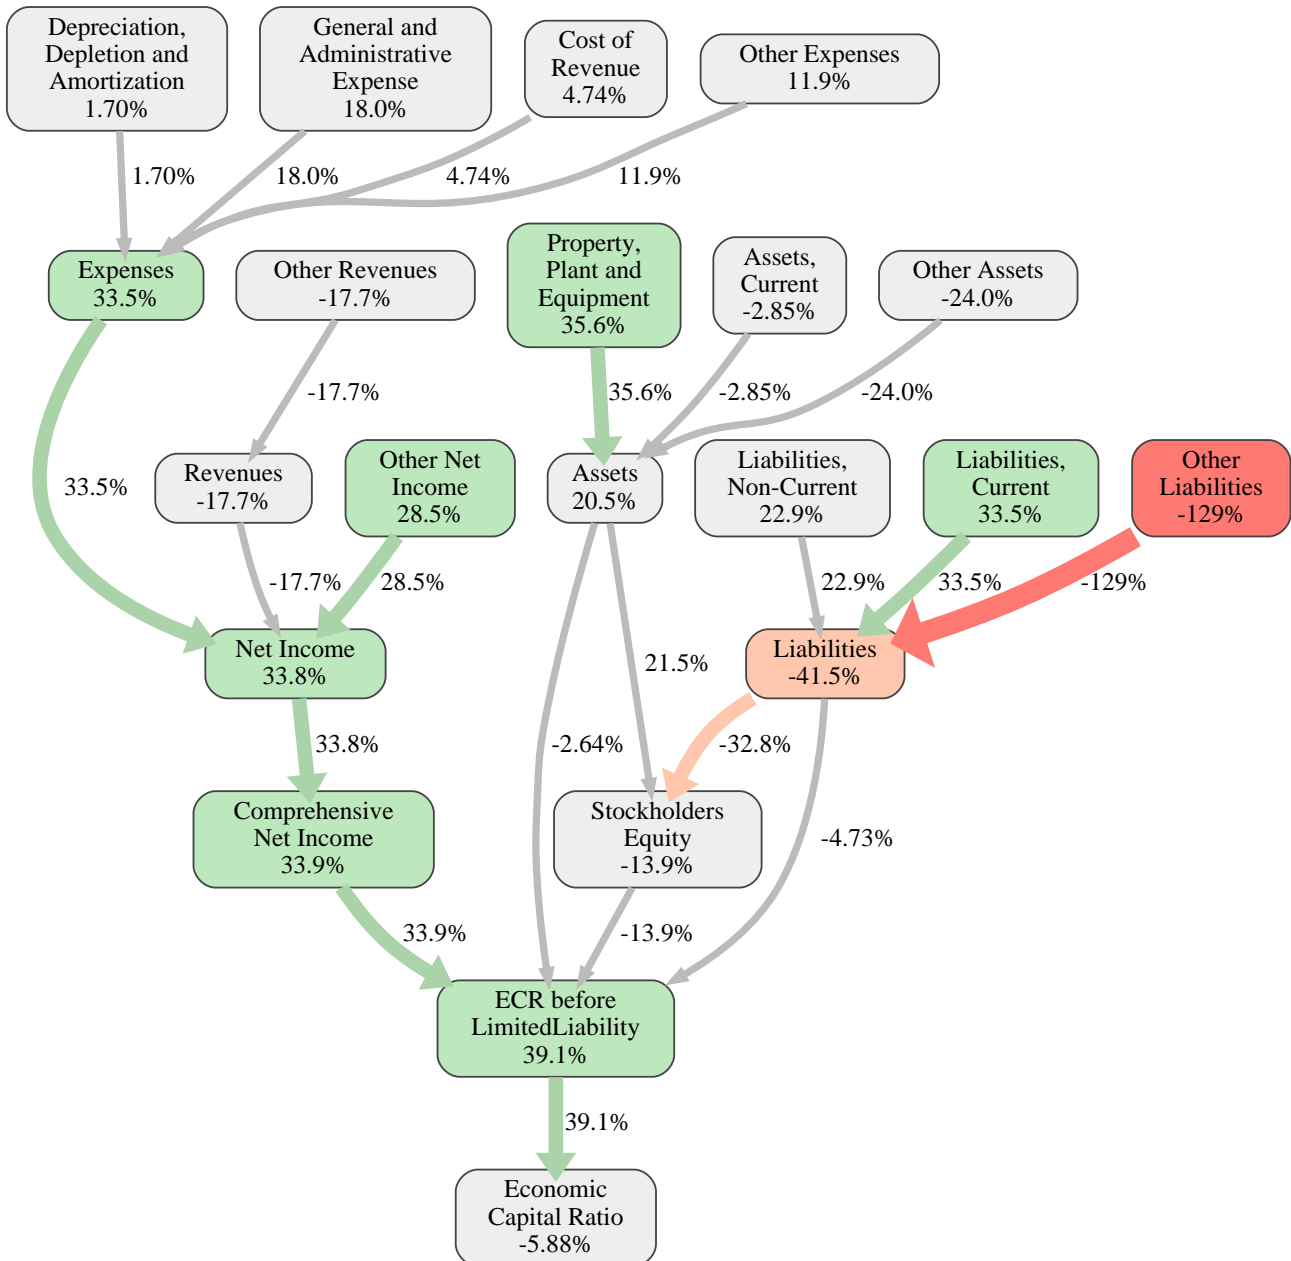 Depreciation,
Depletion and
Amortization
1.70%
General and
Administrative
Expense
18.0%
Cost of
Revenue
4.74%
Other Expenses
11.9%
1.70%
18.0%
4.74%
11.9%
Expenses
33.5%
Other Revenues
-17.7%
Property,
Plant and
Equipment
35.6%
Assets,
Current
-2.85%
Other Assets
-24.0%
-17.7%
35.6%
-2.85%
-24.0%
33.5%
Revenues
-17.7%
Other Net
Income
28.5%
Assets
20.5%
Liabilities,
Non-Current
22.9%
Liabilities,
Current
33.5%
Other
Liabilities
-129%
-17.7%
28.5%
22.9%
33.5%
-129%
Net Income
33.8%
21.5%
Liabilities
-41.5%
33.8%
-2.64%
-32.8%
Comprehensive
Net Income
33.9%
Stockholders
Equity
-13.9%
-4.73%
33.9%
-13.9%
ECR before
LimitedLiability
39.1%
39.1%
Economic
Capital Ratio
-5.88%